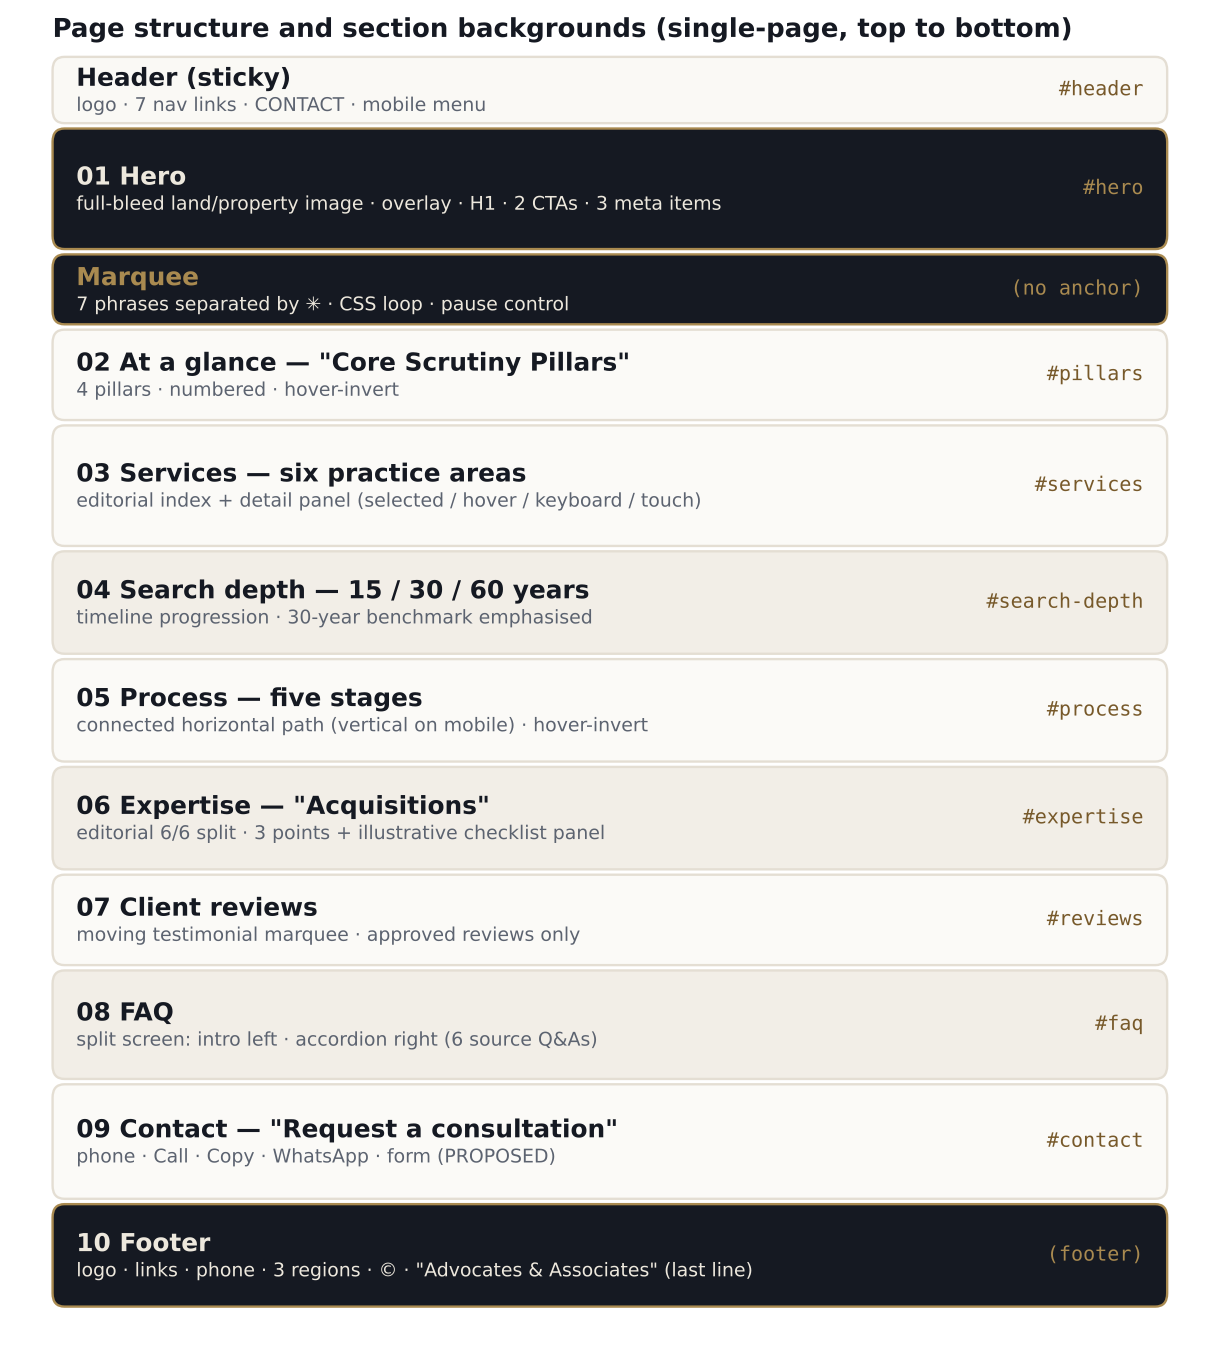 Page structure and section backgrounds (single-page, top to bottom)
Header (sticky)
logo · 7 nav links · CONTACT · mobile menu
#header
01 Hero
full-bleed land/property image · overlay · H1 · 2 CTAs · 3 meta items
#hero
Marquee
7 phrases separated by ✳ · CSS loop · pause control
(no anchor)
02 At a glance — "Core Scrutiny Pillars"
4 pillars · numbered · hover-invert
#pillars
03 Services — six practice areas
editorial index + detail panel (selected / hover / keyboard / touch)
#services
04 Search depth — 15 / 30 / 60 years
timeline progression · 30-year benchmark emphasised
#search-depth
05 Process — five stages
connected horizontal path (vertical on mobile) · hover-invert
#process
06 Expertise — "Acquisitions"
editorial 6/6 split · 3 points + illustrative checklist panel
#expertise
07 Client reviews
moving testimonial marquee · approved reviews only
#reviews
08 FAQ
split screen: intro left · accordion right (6 source Q&As)
#faq
09 Contact — "Request a consultation"
phone · Call · Copy · WhatsApp · form (PROPOSED)
#contact
10 Footer
logo · links · phone · 3 regions · © · "Advocates & Associates" (last line)
(footer)